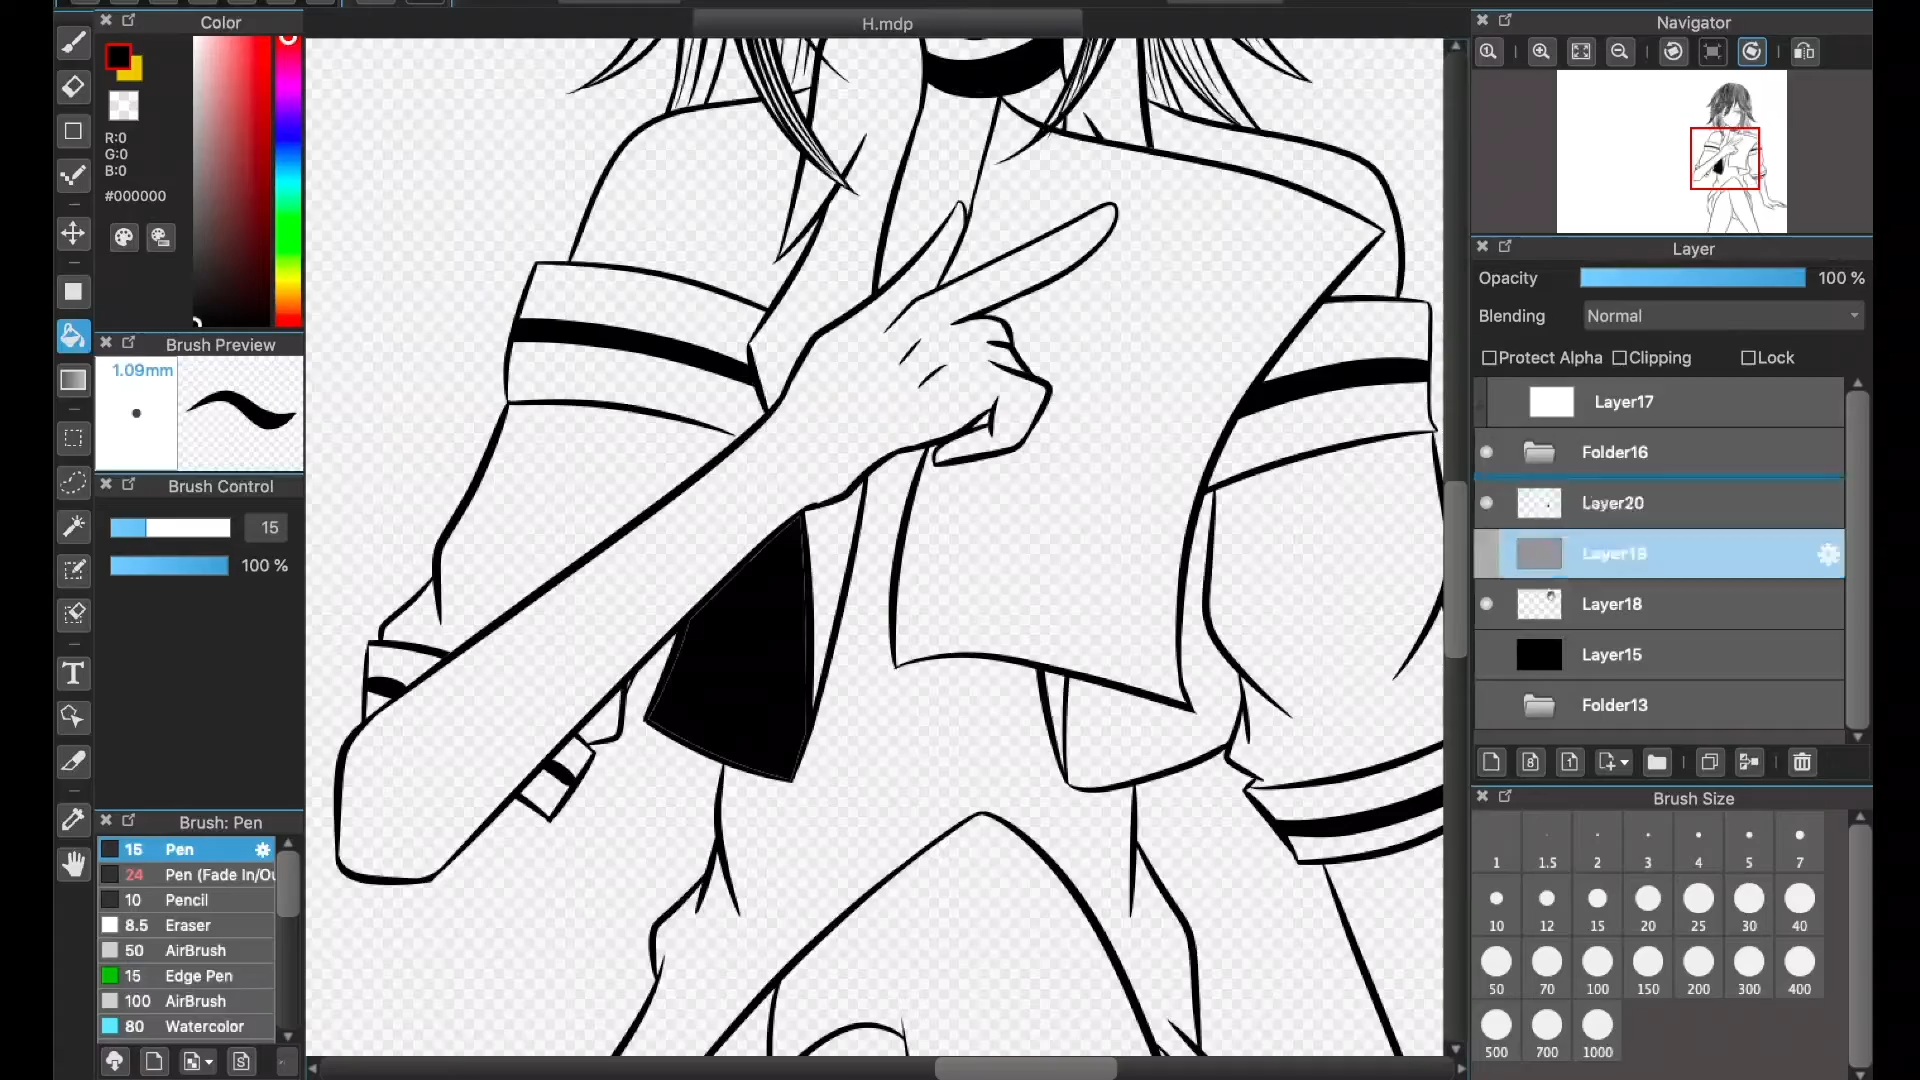 H.mdp
Color
R:0
G:0
B:0
#000000
Brush Preview
1.09mm
Brush Control
15
100 %
Brush: Pen
15 Pen
24 Pen (Fade In/Ou
10 Pencil
8.5 Eraser
50 AirBrush
15 Edge Pen
100 AirBrush
80 Watercolor
Navigator
Layer
Opacity 100 %
Blending Normal
Protect Alpha Clipping Lock
Layer17
Folder16
Layer20
Layer19
Layer18
Layer15
Folder13
Brush Size
1 1.5 2 3 4 5 7
10 12 15 20 25 30 40
50 70 100 150 200 300 400
500 700 1000